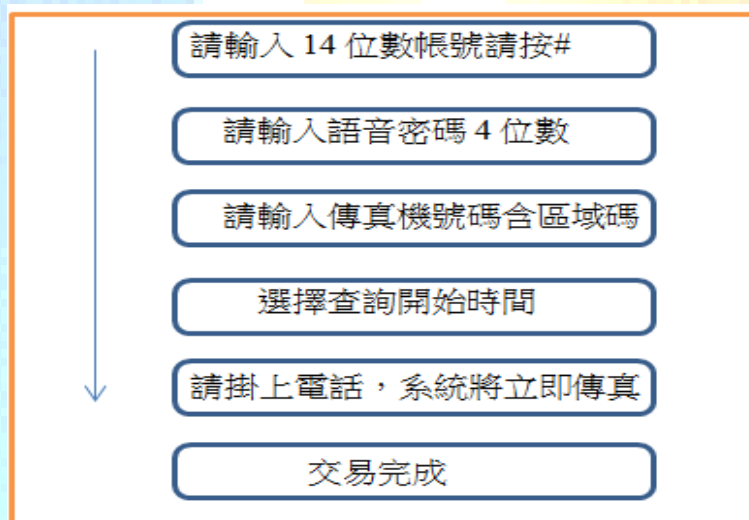 請輸入 14 位數帳號請按#
請輸入語音密碼 4 位數
請輸入傳真機號碼含區域碼
選擇查詢開始時間
請掛上電話，系統將立即傳真
交易完成